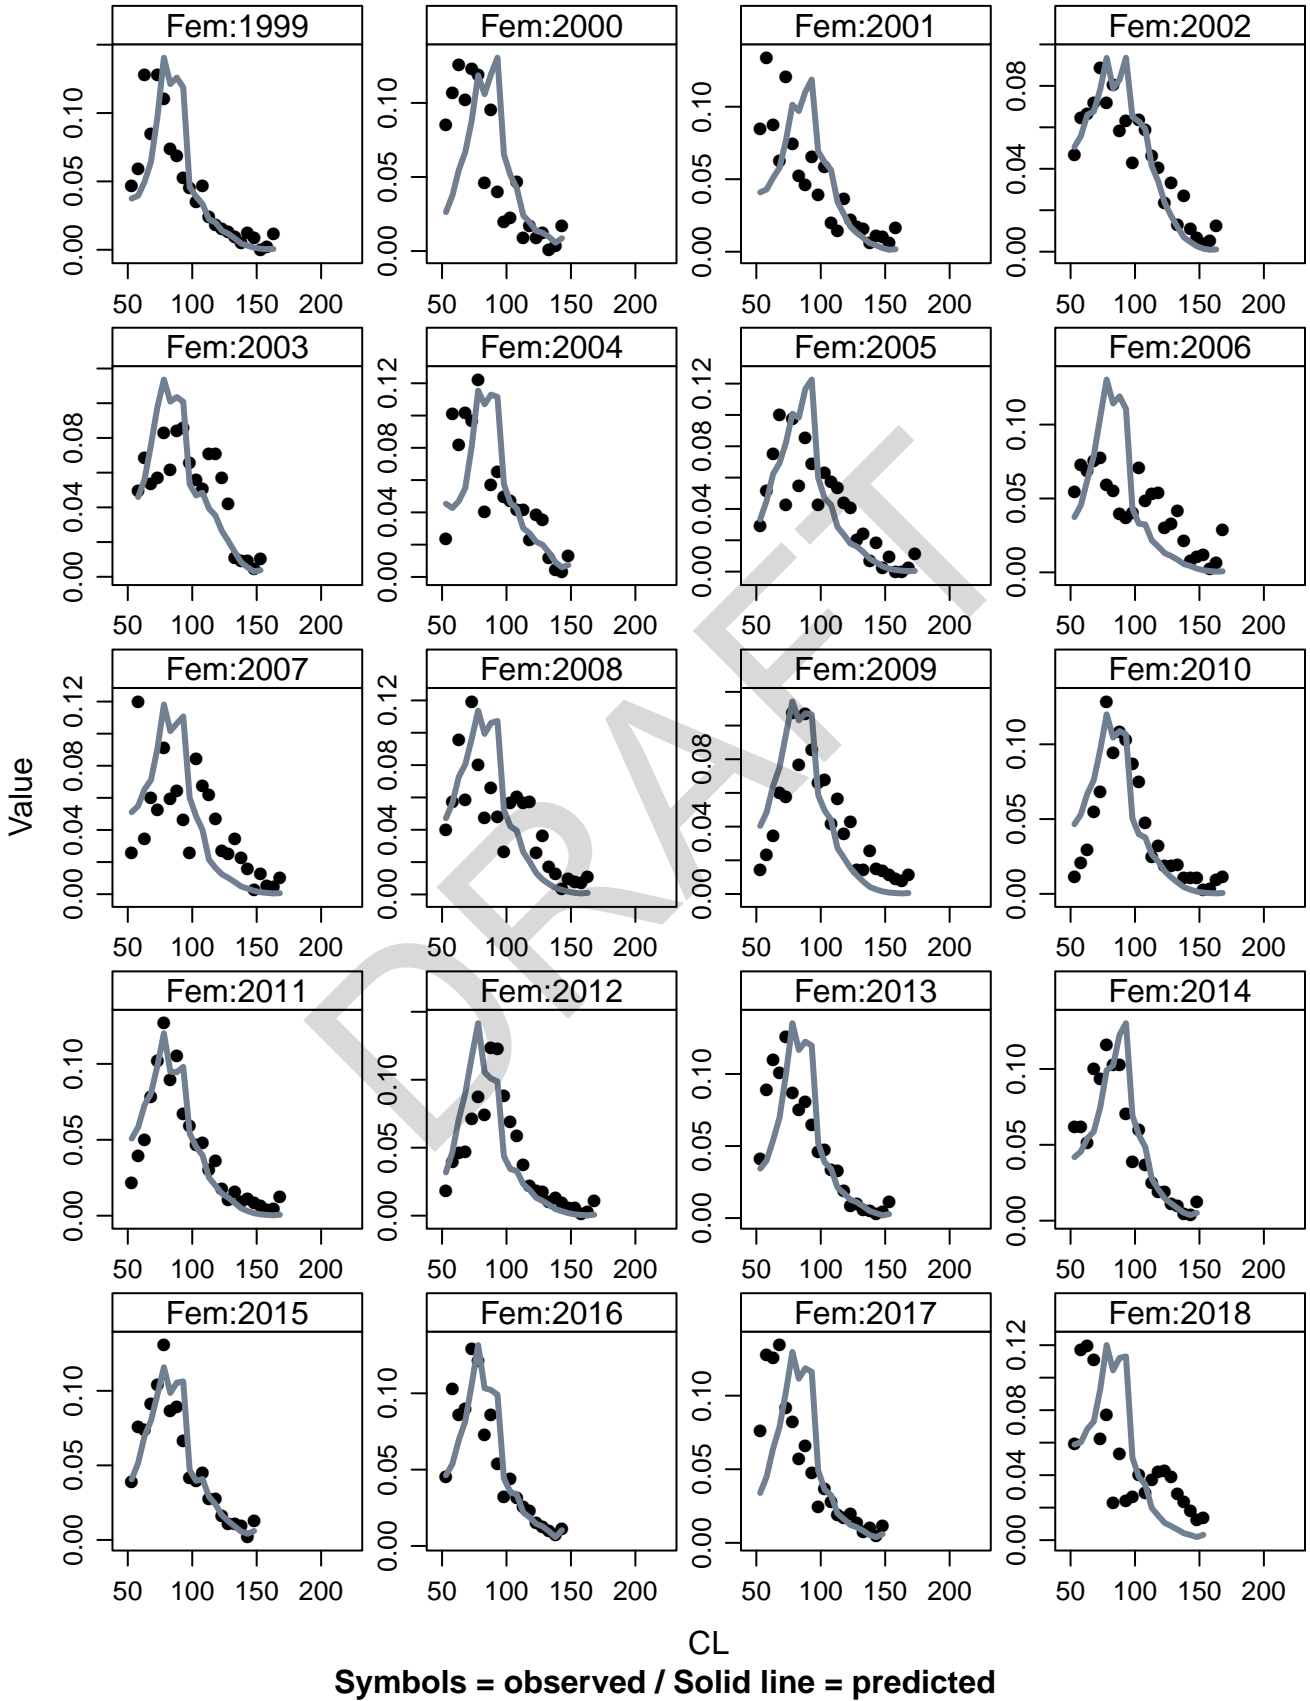 Fem:1999 Fem:2000 Fem:2001 Fem:2002
0.00 0.05 0.10 0.00 0.05 0.10 0.00 0.05 0.10 0.00 0.04 0.08
50 100 150 200 50 100 150 200 50 100 150 200 50 100 150 200
Fem:2003 Fem:2004 Fem:2005 Fem:2006
0.00 0.04 0.08 0.00 0.04 0.08 0.12 0.00 0.04 0.08 0.12 0.00 0.05 0.10
50 100 150 200 50 100 150 200 50 100 150 200 50 100 150 200
Fem:2007 Fem:2008 Fem:2009 Fem:2010
0.00 0.04 0.08 0.12 0.00 0.04 0.08 0.12 0.00 0.04 0.08 0.00 0.05 0.10
50 100 150 200 50 100 150 200 50 100 150 200 50 100 150 200
Fem:2011 Fem:2012 Fem:2013 Fem:2014
0.00 0.05 0.10 0.00 0.05 0.10 0.00 0.05 0.10 0.00 0.05 0.10
50 100 150 200 50 100 150 200 50 100 150 200 50 100 150 200
Fem:2015 Fem:2016 Fem:2017 Fem:2018
0.00 0.05 0.10 0.00 0.05 0.10 0.00 0.05 0.10 0.00 0.04 0.08 0.12
50 100 150 200 50 100 150 200 50 100 150 200 50 100 150 200
Value
DRAFT
CL
Symbols = observed / Solid line = predicted